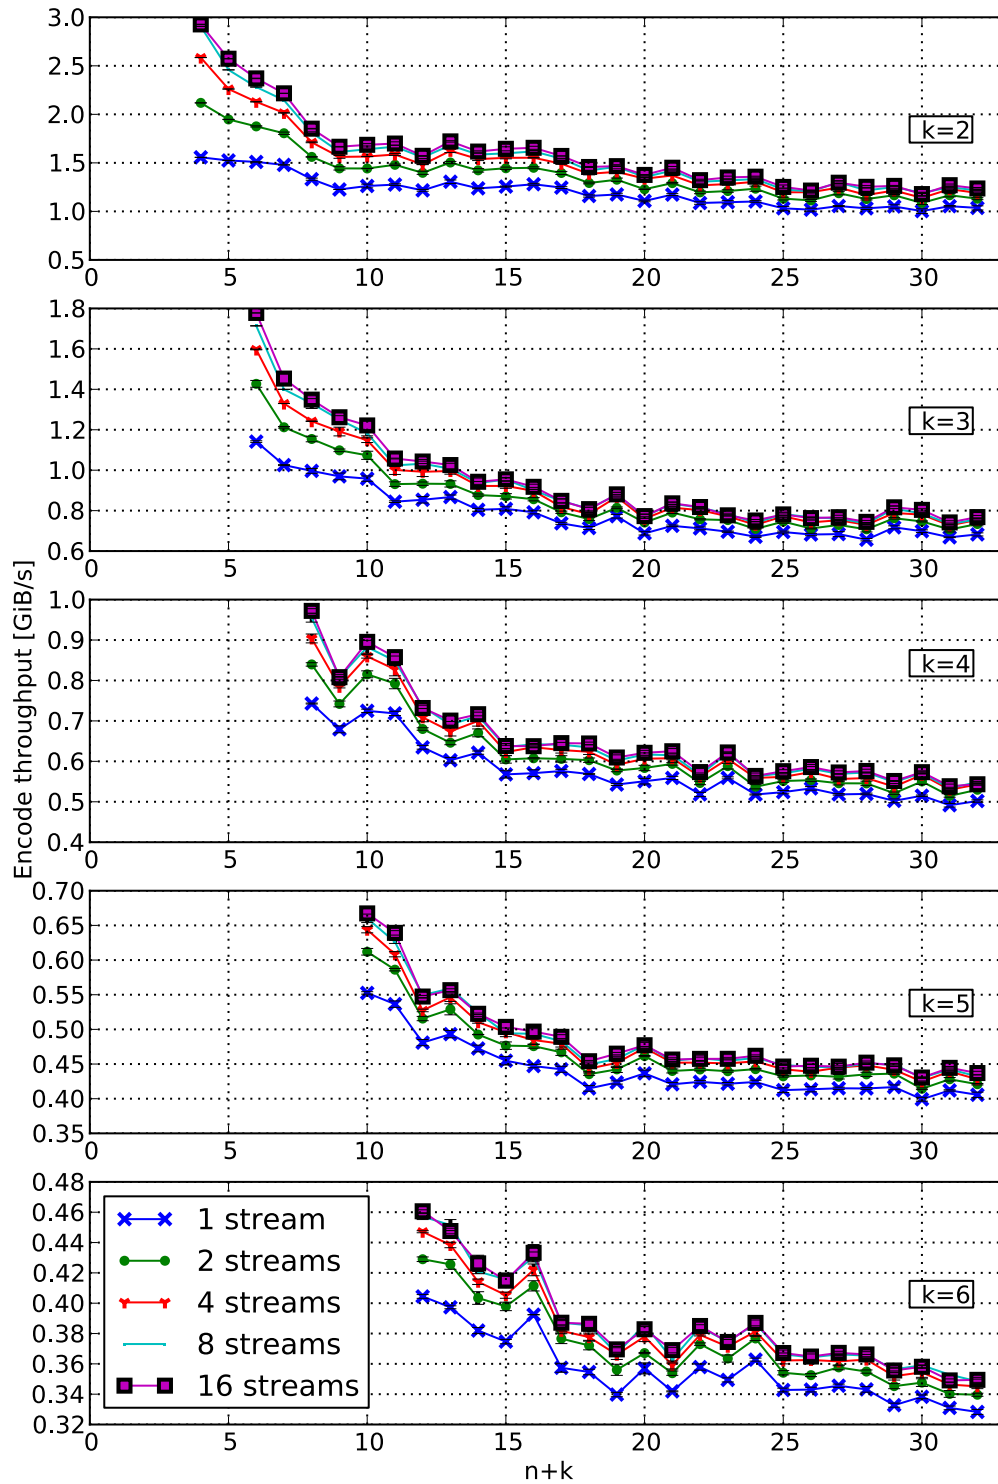 3.0
2.5
2.0
1.5
1.0
0.5
k=2
0 5 10 15 20 25 30
1.8
1.6
1.4
1.2
1.0
0.8
0.6
k=3
0 5 10 15 20 25 30
Encode throughput [GiB/s]
1.0
0.9
0.8
0.7
0.6
0.5
0.4
k=4
0 5 10 15 20 25 30
0.70
0.65
0.60
0.55
0.50
0.45
0.40
0.35
k=5
0 5 10 15 20 25 30
0.48
0.46
0.44
0.42
0.40
0.38
0.36
0.34
0.32
1 stream
2 streams
4 streams
8 streams
16 streams
k=6
0 5 10 15 20 25 30
n+k